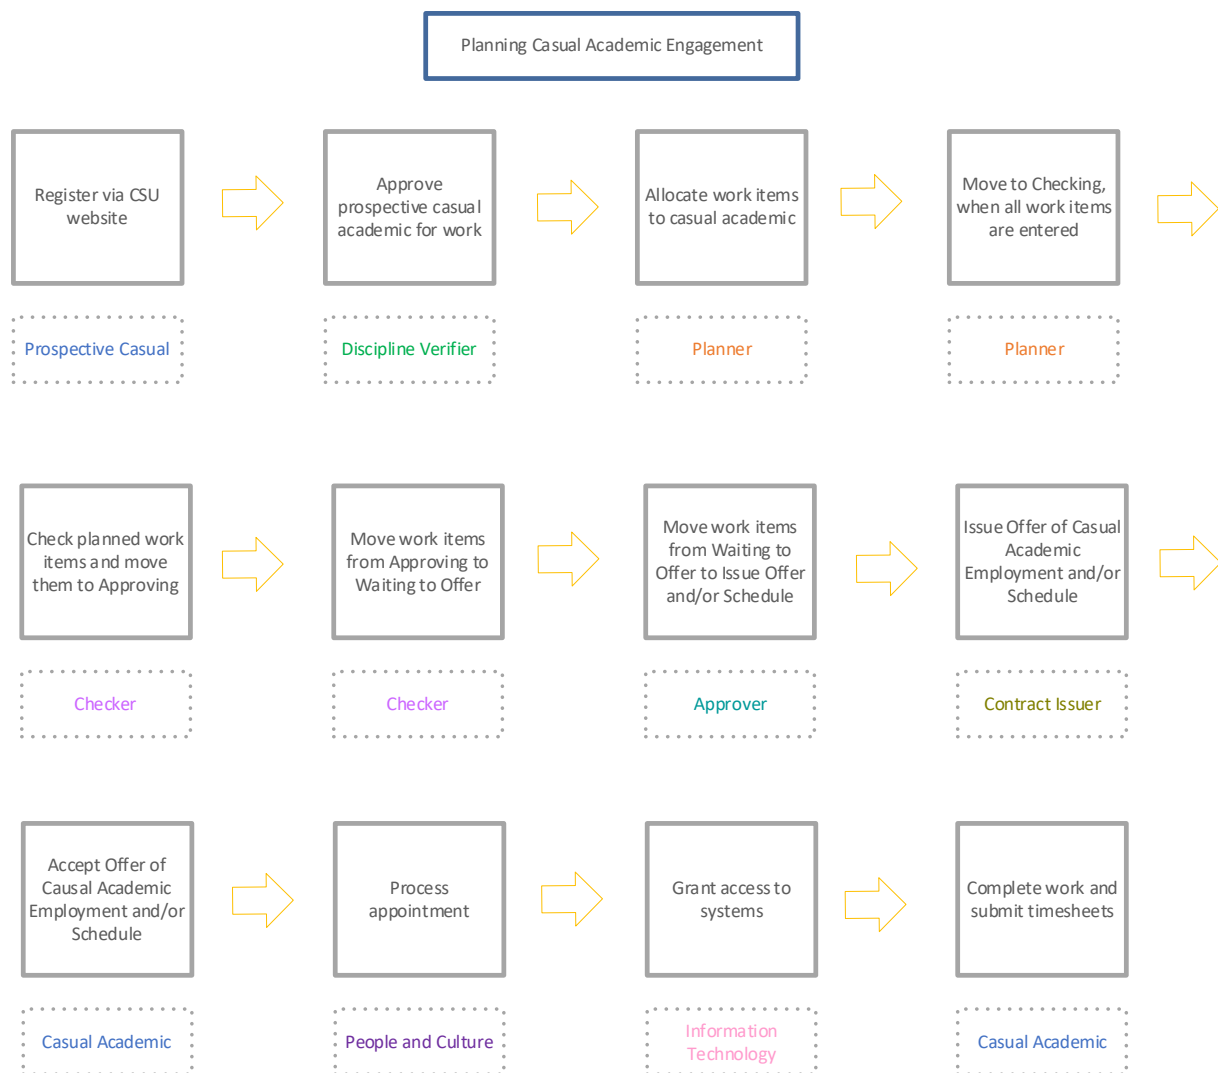 Planning Casual Academic Engagement
Register via CSU
website
Approve
prospective casual
academic for work
Allocate work items
to casual academic
Move to Checking,
when all work items
are entered
Prospective Casual
Discipline Verifier
Planner
Planner
Check planned work
items and move
them to Approving
Move work items
from Approving to
Waiting to Offer
Move work items
from Waiting to
Offer to Issue Offer
and/or Schedule
Issue Offer of Casual
Academic
Employment and/or
Schedule
Checker
Checker
Approver
Contract Issuer
Accept Offer of
Causal Academic
Employment and/or
Schedule
Process
appointment
Grant access to
systems
Complete work and
submit timesheets
Casual Academic
People and Culture
Information
Technology
Casual Academic